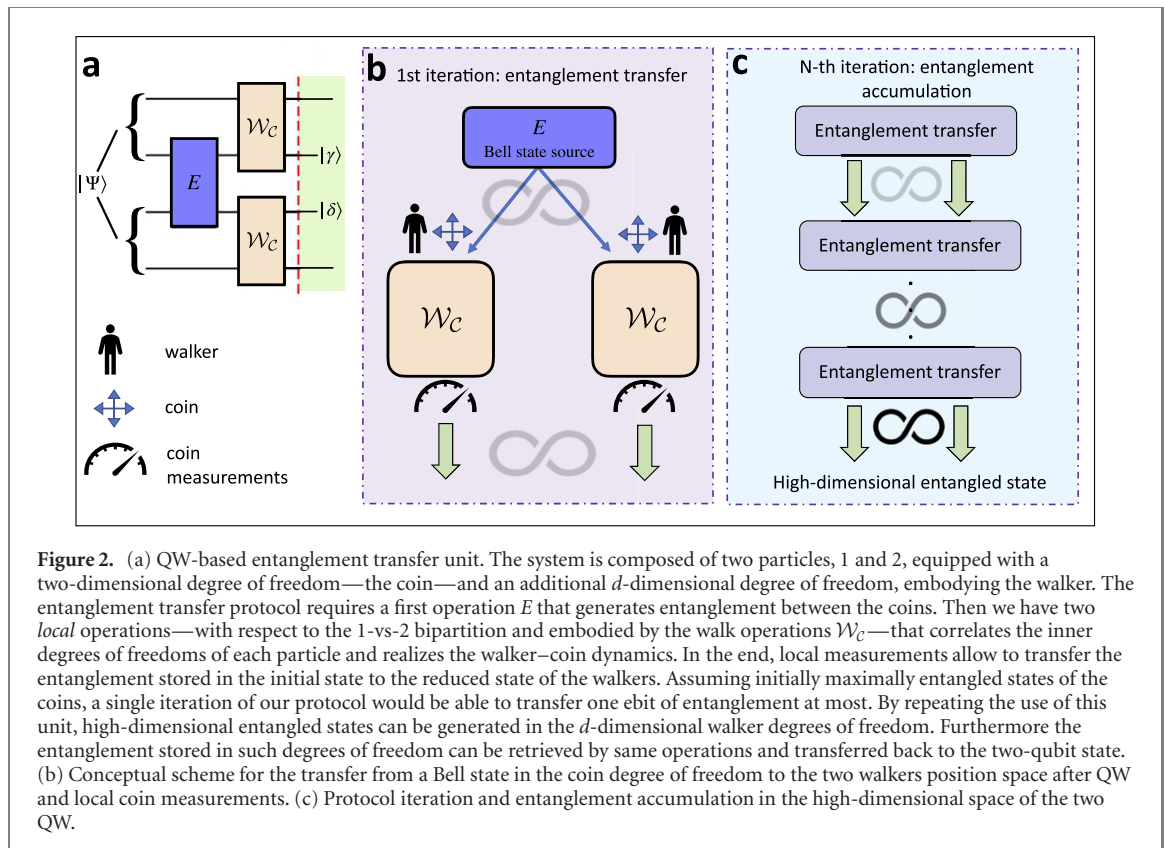 a
|Ψ⟩
E
𝒲𝒞
𝒲𝒞
|γ⟩
|δ⟩
walker
coin
coin
measurements
b
1st iteration: entanglement transfer
E
Bell state source
𝒲𝒞
𝒲𝒞
c
N-th iteration: entanglement
accumulation
Entanglement transfer
Entanglement transfer
Entanglement transfer
High-dimensional entangled state
Figure 2. (a) QW-based entanglement transfer unit. The system is composed of two particles, 1 and 2, equipped with a
two-dimensional degree of freedom—the coin—and an additional d-dimensional degree of freedom, embodying the walker. The
entanglement transfer protocol requires a first operation E that generates entanglement between the coins. Then we have two
local operations—with respect to the 1-vs-2 bipartition and embodied by the walk operations 𝒲𝒞—that correlates the inner
degrees of freedoms of each particle and realizes the walker–coin dynamics. In the end, local measurements allow to transfer the
entanglement stored in the initial state to the reduced state of the walkers. Assuming initially maximally entangled states of the
coins, a single iteration of our protocol would be able to transfer one ebit of entanglement at most. By repeating the use of this
unit, high-dimensional entangled states can be generated in the d-dimensional walker degrees of freedom. Furthermore the
entanglement stored in such degrees of freedom can be retrieved by same operations and transferred back to the two-qubit state.
(b) Conceptual scheme for the transfer from a Bell state in the coin degree of freedom to the two walkers position space after QW
and local coin measurements. (c) Protocol iteration and entanglement accumulation in the high-dimensional space of the two
QW.